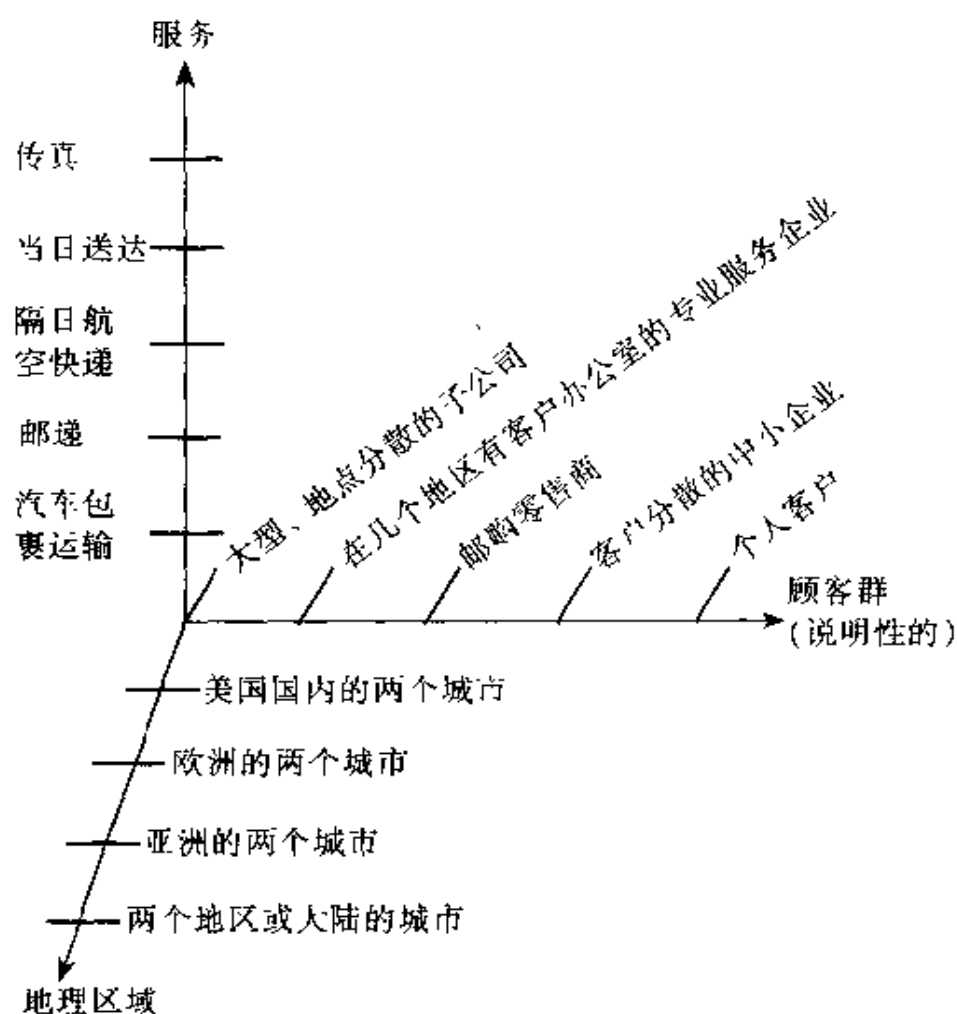 服务
传真
当日送达
隔日航
空快递
邮递
汽车包
裹运输
大型、地点分散的子公司
在几个地区有客户办公室的专业服务企业
邮购零售商
客户分散的中小企业
个人客户
顾客群
(说明性的)
美国国内的两个城市
欧洲的两个城市
亚洲的两个城市
两个地区或大陆的城市
地理区域